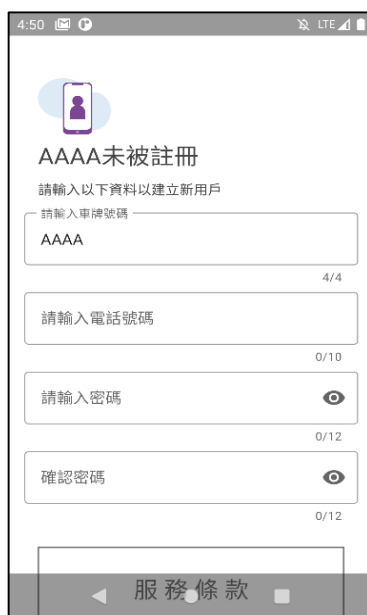 4:50
LTE
AAAA未被註冊
請輸入以下資料以建立新用戶
請輸入車牌號碼
AAAA
4/4
請輸入電話號碼
0/10
請輸入密碼
0/12
確認密碼
0/12
服務條款